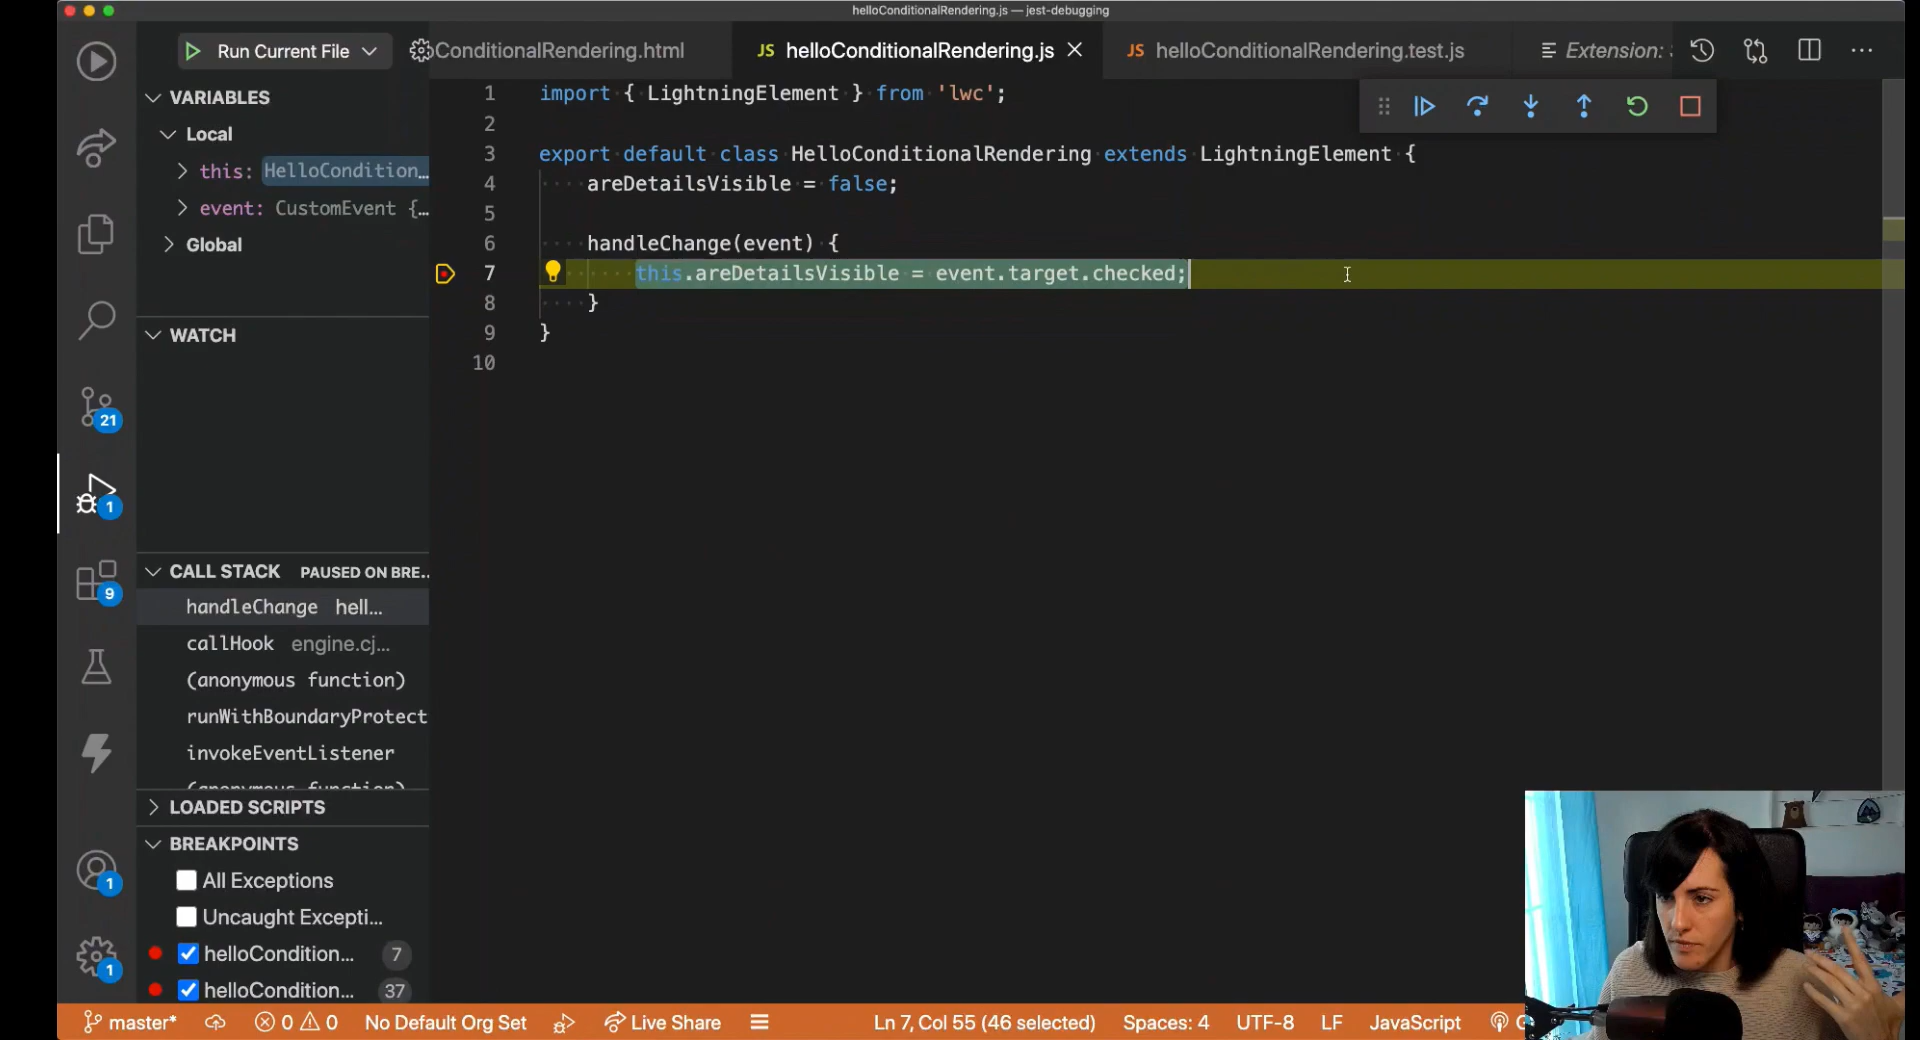 helloConditionalRendering.js — jest-debugging
Run Current File
ConditionalRendering.html
JS helloConditionalRendering.js
JS helloConditionalRendering.test.js
Extension:
VARIABLES
Local
this: HelloCondition…
event: CustomEvent {…
Global
WATCH
CALL STACK PAUSED ON BRE..
handleChange hell...
callHook engine.cj...
(anonymous function)
runWithBoundaryProtect
invokeEventListener
(anonymous function)
LOADED SCRIPTS
BREAKPOINTS
All Exceptions
Uncaught Excepti...
helloCondition... 7
helloCondition... 37
21
1
9
1
1
1 import { LightningElement } from 'lwc';
2
3 export default class HelloConditionalRendering extends LightningElement {
4 areDetailsVisible = false;
5
6 handleChange(event) {
7 this.areDetailsVisible = event.target.checked;
8 }
9 }
10
master* 0 0 No Default Org Set Live Share Ln 7, Col 55 (46 selected) Spaces: 4 UTF-8 LF JavaScript